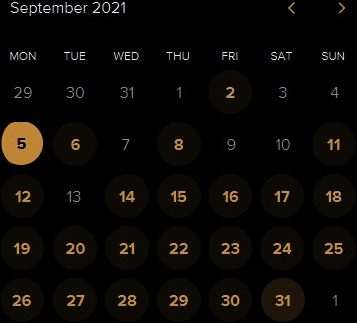 September 2021
MON TUE WED THU FRI SAT SUN
29 30 31 1 2 3 4
5 6 7 8 9 10 11
12 13 14 15 16 17 18
19 20 21 22 23 24 25
26 27 28 29 30 31 1